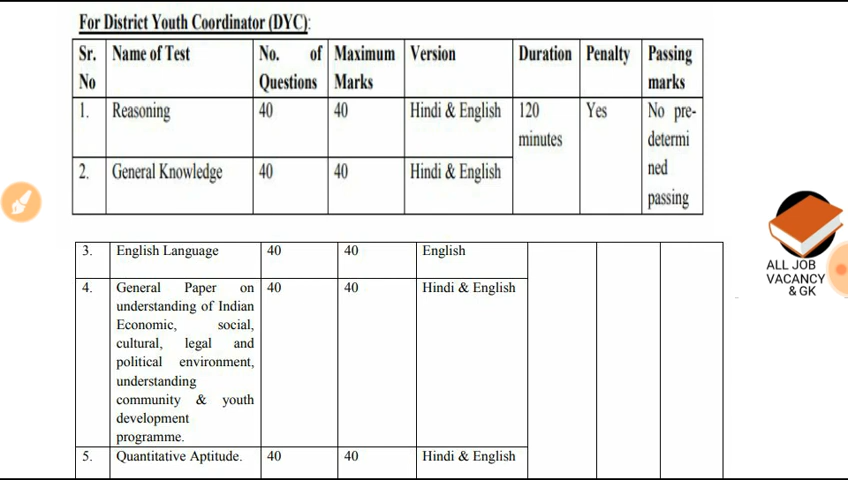 For District Youth Coordinator (DYC):
Sr. No Name of Test No. of Questions Maximum Marks Version Duration Penalty Passing marks
1. Reasoning 40 40 Hindi & English 120 minutes Yes No pre-determi ned passing
2. General Knowledge 40 40 Hindi & English
3. English Language 40 40 English
4. General Paper on 40 40 Hindi & English
understanding of Indian
Economic, social,
cultural, legal and
political environment,
understanding
community & youth
development
programme.
5. Quantitative Aptitude. 40 40 Hindi & English
ALL JOB
VACANCY
& GK